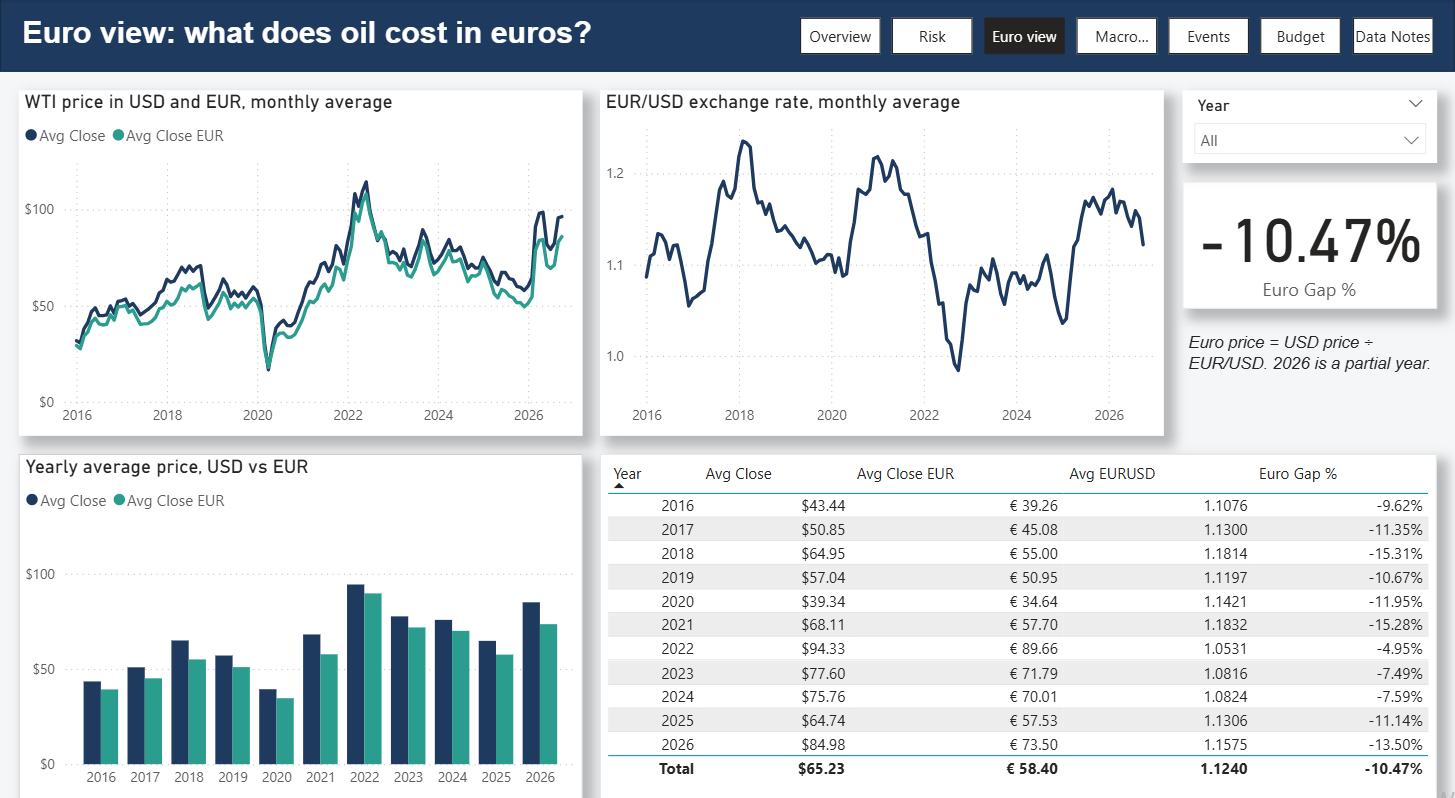 Euro view: what does oil cost in euros?
Overview Risk Euro view Macro... Events Budget Data Notes
WTI price in USD and EUR, monthly average
Avg Close Avg Close EUR
$100
$50
$0
2016 2018 2020 2022 2024 2026
EUR/USD exchange rate, monthly average
1.2
1.1
1.0
2016 2018 2020 2022 2024 2026
Year
All
-10.47%
Euro Gap %
Euro price = USD price ÷
EUR/USD. 2026 is a partial year.
Yearly average price, USD vs EUR
Avg Close Avg Close EUR
$100
$50
$0
2016 2017 2018 2019 2020 2021 2022 2023 2024 2025 2026
Year Avg Close Avg Close EUR Avg EURUSD Euro Gap %
2016 $43.44 € 39.26 1.1076 -9.62%
2017 $50.85 € 45.08 1.1300 -11.35%
2018 $64.95 € 55.00 1.1814 -15.31%
2019 $57.04 € 50.95 1.1197 -10.67%
2020 $39.34 € 34.64 1.1421 -11.95%
2021 $68.11 € 57.70 1.1832 -15.28%
2022 $94.33 € 89.66 1.0531 -4.95%
2023 $77.60 € 71.79 1.0816 -7.49%
2024 $75.76 € 70.01 1.0824 -7.59%
2025 $64.74 € 57.53 1.1306 -11.14%
2026 $84.98 € 73.50 1.1575 -13.50%
Total $65.23 € 58.40 1.1240 -10.47%